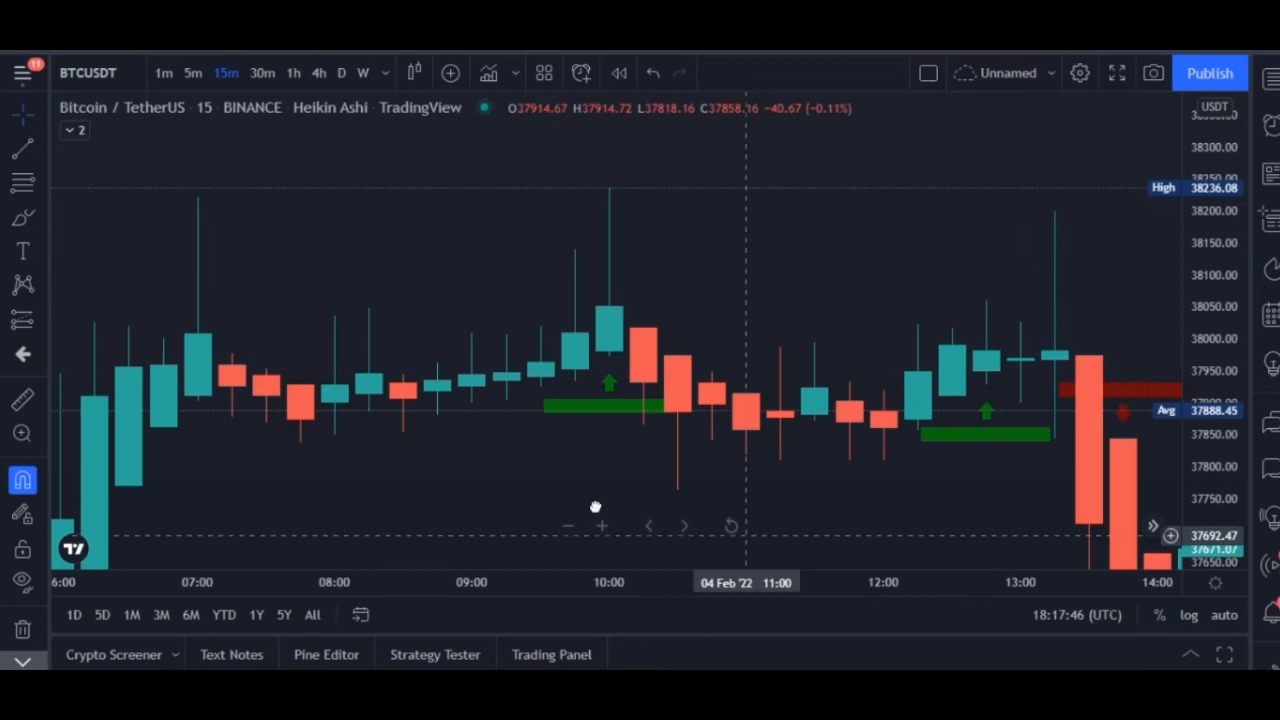 11
BTCUSDT 1m 5m 15m 30m 1h 4h D W Unnamed Publish
Bitcoin / TetherUS · 15 · BINANCE · Heikin Ashi · TradingView O37914.67 H37914.72 L37818.16 C37858.16 −40.67 (−0.11%)
USDT
2
38300.00
High 38236.08
38200.00
38150.00
38100.00
38050.00
38000.00
37950.00
Avg 37888.45
37850.00
37800.00
37750.00
37692.47
37671.07
37650.00
6:00 07:00 08:00 09:00 10:00 04 Feb '22 11:00 12:00 13:00 14:00
1D 5D 1M 3M 6M YTD 1Y 5Y All 18:17:46 (UTC) % log auto
Crypto Screener Text Notes Pine Editor Strategy Tester Trading Panel